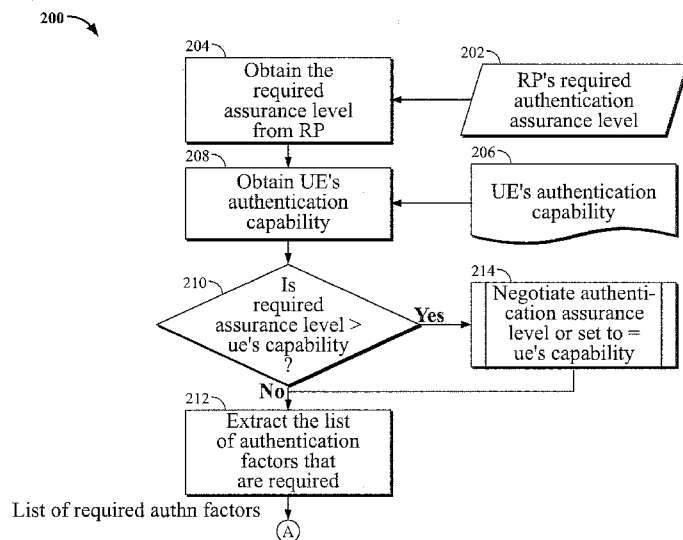 200
204
Obtain the
required
assurance level
from RP
202
RP's required
authentication
assurance level
208
Obtain UE's
authentication
capability
206
UE's authentication
capability
210
Is
required
assurance level >
ue's capability
?
Yes
214
Negotiate authenti-
cation assurance
level or set to =
ue's capability
No
212
Extract the list
of authentication
factors that
are required
List of required authn factors
A